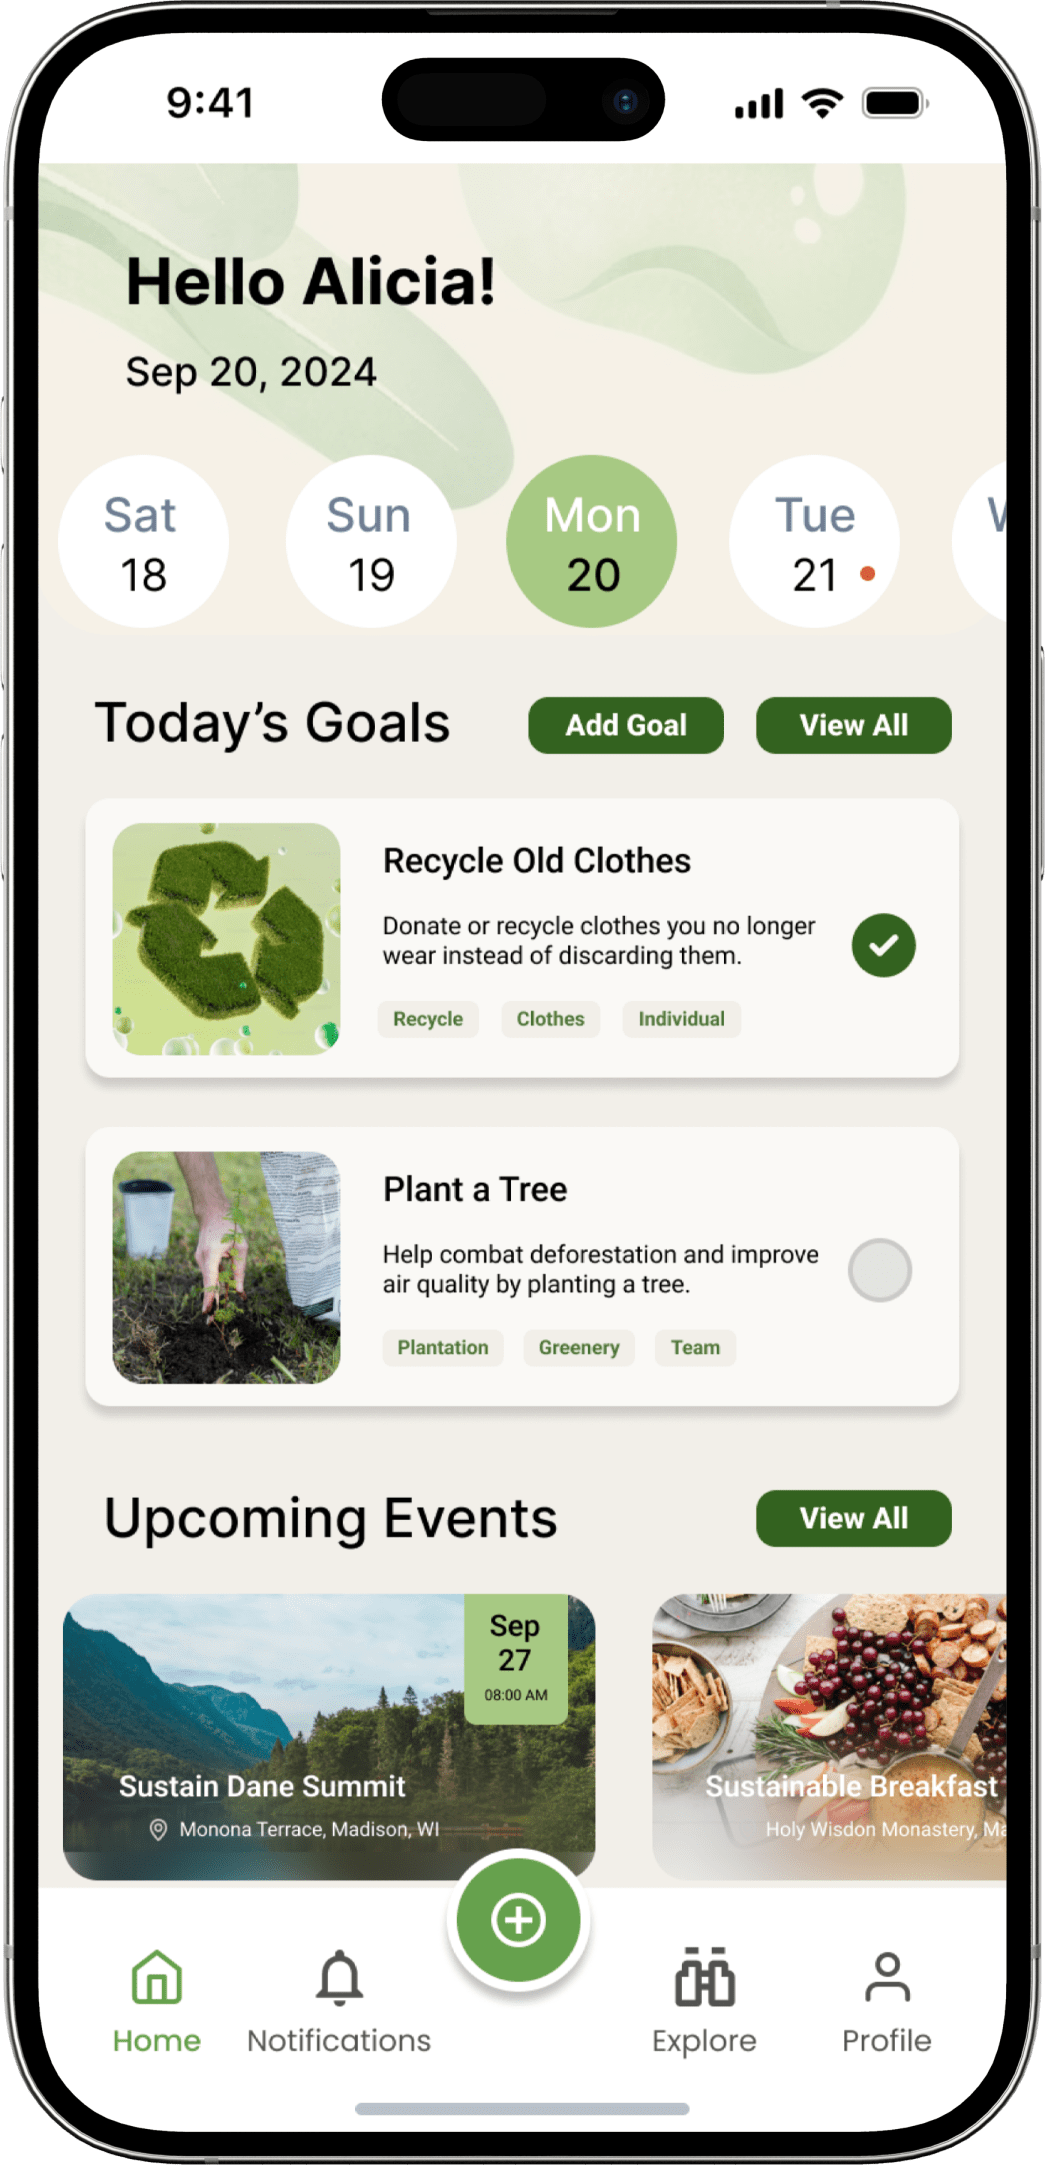 9:41
Hello Alicia!
Sep 20, 2024
Sat
18
Sun
19
Mon
20
Tue
21
Today’s Goals
Add Goal
View All
Recycle Old Clothes
Donate or recycle clothes you no longer
wear instead of discarding them.
Recycle
Clothes
Individual
Plant a Tree
Help combat deforestation and improve
air quality by planting a tree.
Plantation
Greenery
Team
Upcoming Events
View All
Sep
27
08:00 AM
Sustain Dane Summit
Monona Terrace, Madison, WI
Sustainable Breakfast
Holy Wisdon Monastery, Ma
Home
Notifications
Explore
Profile